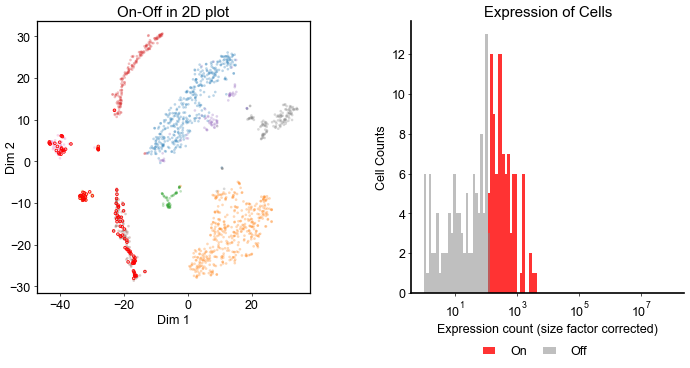 On-Off in 2D plot
Dim 2
30
20
10
0
−10
−20
−30
−40
−20
0
20
Dim 1
Expression of Cells
Cell Counts
12
10
8
6
4
2
0
10^1
10^3
10^5
10^7
Expression count (size factor corrected)
On
Off